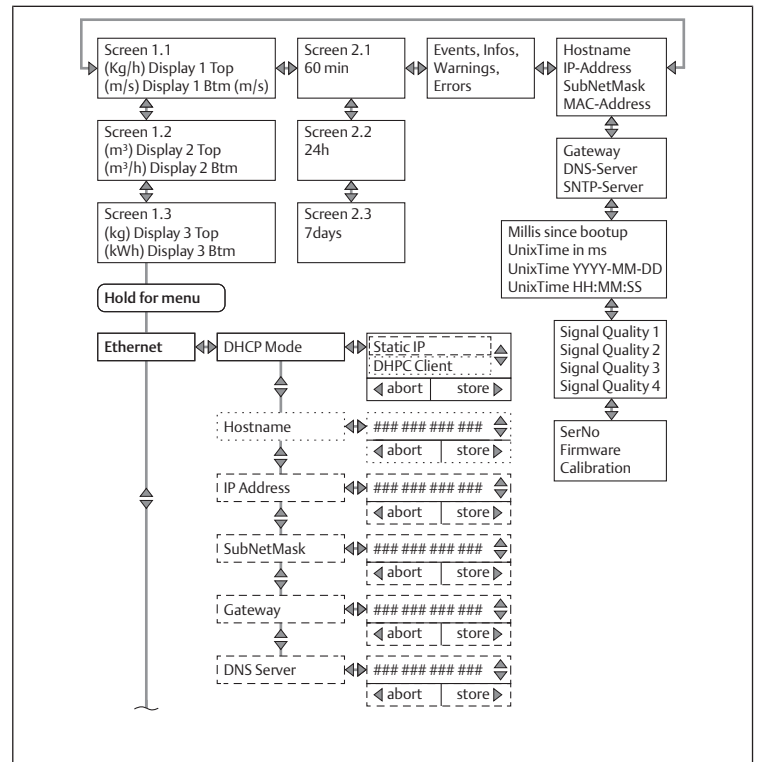 Screen 1.1
(Kg/h) Display 1 Top
(m/s) Display 1 Btm (m/s)
Screen 2.1
60 min
Events, Infos,
Warnings,
Errors
Hostname
IP-Address
SubNetMask
MAC-Address
Screen 1.2
(m³) Display 2 Top
(m³/h) Display 2 Btm
Screen 2.2
24h
Gateway
DNS-Server
SNTP-Server
Screen 1.3
(kg) Display 3 Top
(kWh) Display 3 Btm
Screen 2.3
7days
Millis since bootup
UnixTime in ms
UnixTime YYYY-MM-DD
UnixTime HH:MM:SS
Signal Quality 1
Signal Quality 2
Signal Quality 3
Signal Quality 4
SerNo
Firmware
Calibration
Hold for menu
Ethernet
DHCP Mode
Static IP
DHPC Client
abort store
Hostname
### ### ### ###
abort store
IP Address
### ### ### ###
abort store
SubNetMask
### ### ### ###
abort store
Gateway
### ### ### ###
abort store
DNS Server
### ### ### ###
abort store